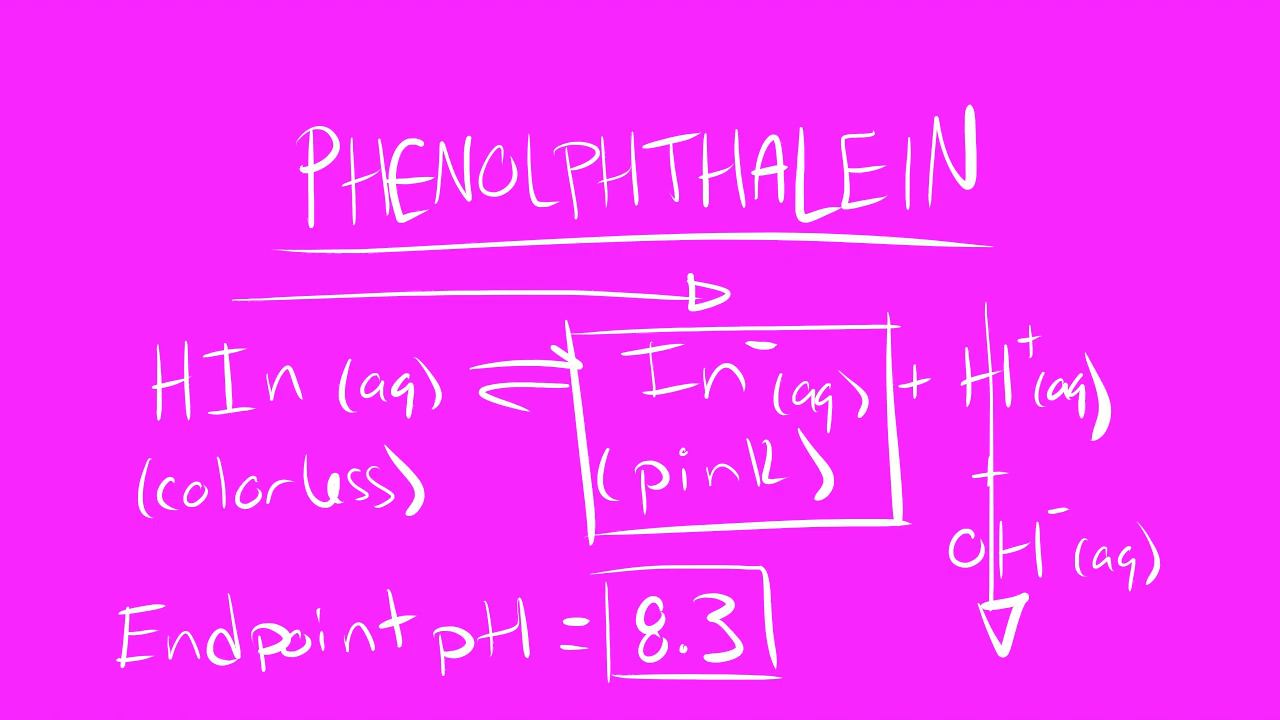 PHENOLPHTHALEIN
HIn (aq) ⇌ In⁻ (aq) + H⁺ (aq)
(colorless) (pink) +
OH⁻ (aq)
Endpoint pH = 8.3